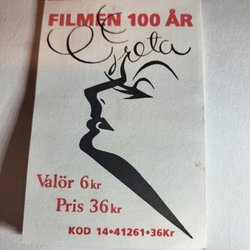 FILMEN 100 ÅR
Greta
Valör 6kr
Pris 36kr
KOD 14•41261•36Kr